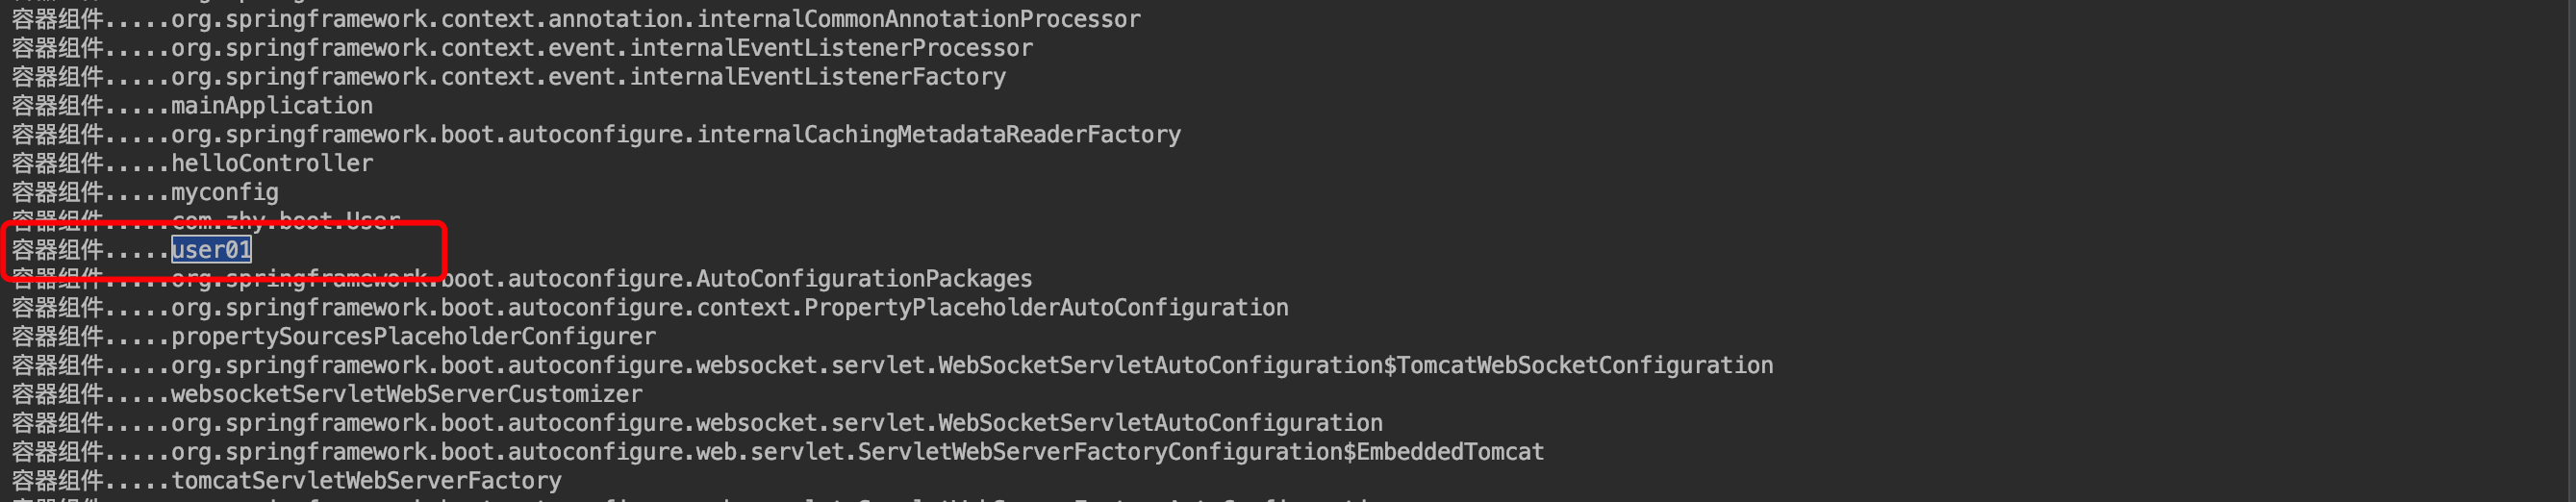 容器组件.....org.springframework.context.annotation.internalCommonAnnotationProcessor
容器组件.....org.springframework.context.event.internalEventListenerProcessor
容器组件.....org.springframework.context.event.internalEventListenerFactory
容器组件.....mainApplication
容器组件.....org.springframework.boot.autoconfigure.internalCachingMetadataReaderFactory
容器组件.....helloController
容器组件.....myconfig
容器组件.....com.zhy.boot.User
容器组件.....user01
容器组件.....org.springframework.boot.autoconfigure.AutoConfigurationPackages
容器组件.....org.springframework.boot.autoconfigure.context.PropertyPlaceholderAutoConfiguration
容器组件.....propertySourcesPlaceholderConfigurer
容器组件.....org.springframework.boot.autoconfigure.websocket.servlet.WebSocketServletAutoConfiguration$TomcatWebSocketConfiguration
容器组件.....websocketServletWebServerCustomizer
容器组件.....org.springframework.boot.autoconfigure.websocket.servlet.WebSocketServletAutoConfiguration
容器组件.....org.springframework.boot.autoconfigure.web.servlet.ServletWebServerFactoryConfiguration$EmbeddedTomcat
容器组件.....tomcatServletWebServerFactory